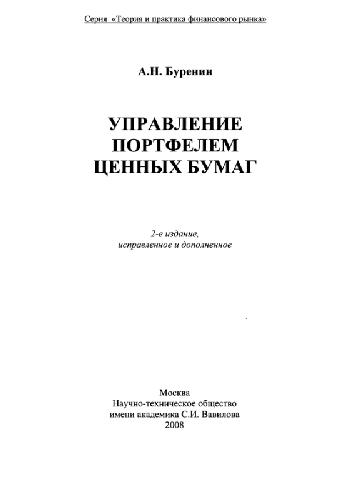 Серия «Теория и практика финансового рынка»
А.Н. Буренин
УПРАВЛЕНИЕ
ПОРТФЕЛЕМ
ЦЕННЫХ БУМАГ
2-е издание,
исправленное и дополненное
Москва
Научно-техническое общество
имени академика С.И. Вавилова
2008